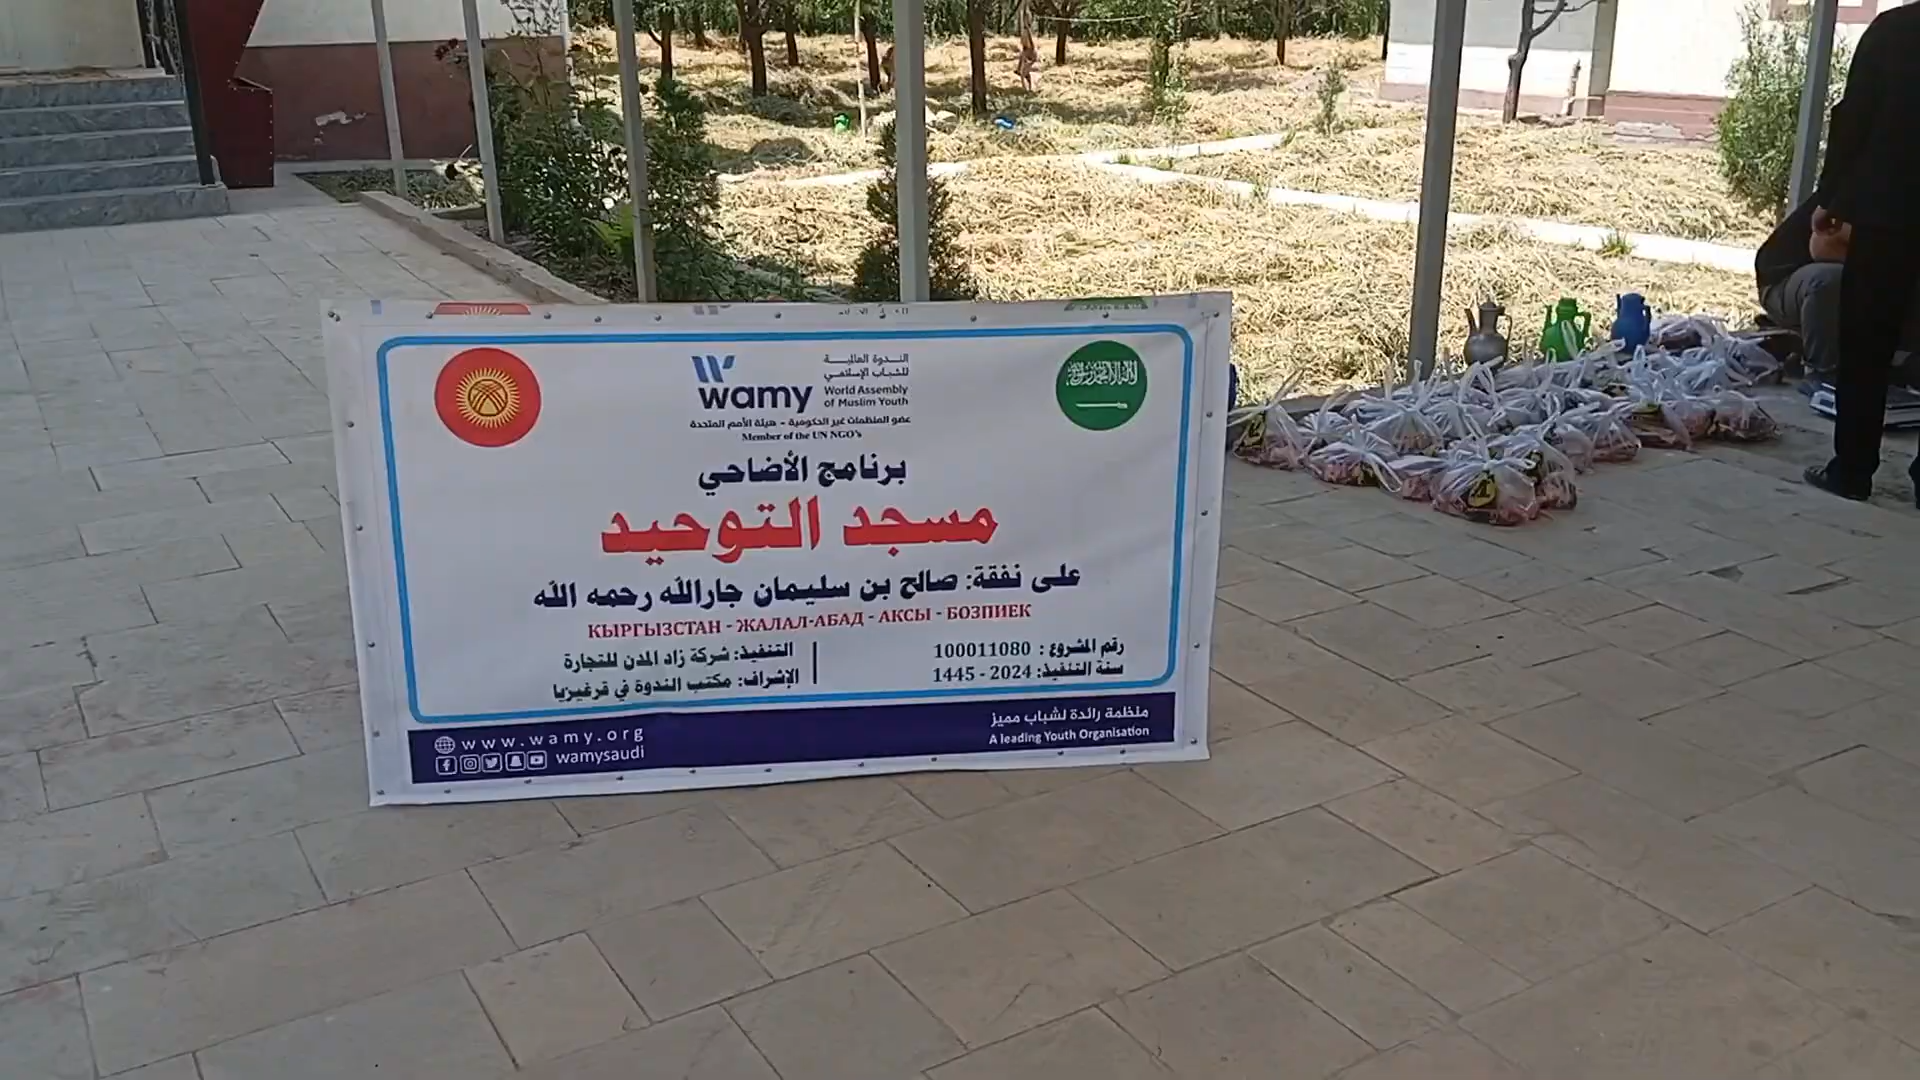 wamy
الندوة العالمية
للشباب الإسلامي
World Assembly
of Muslim Youth
عضو المنظمات غير الحكومية - هيئة الأمم المتحدة
Member of the UN NGO's
برنامج الأضاحي
مسجد التوحيد
على نفقة: صالح بن سليمان جارالله رحمه الله
КЫРГЫЗСТАН - ЖАЛАЛ-АБАД - АКСЫ - БОЗПИЕК
رقم المشروع : 100011080
سنة التنفيذ: 2024 - 1445
التنفيذ: شركة زاد المدن للتجارة
الإشراف: مكتب الندوة في قرغيزيا
منظمة رائدة لشباب مميز
A leading Youth Organisation
www.wamy.org
wamysaudi